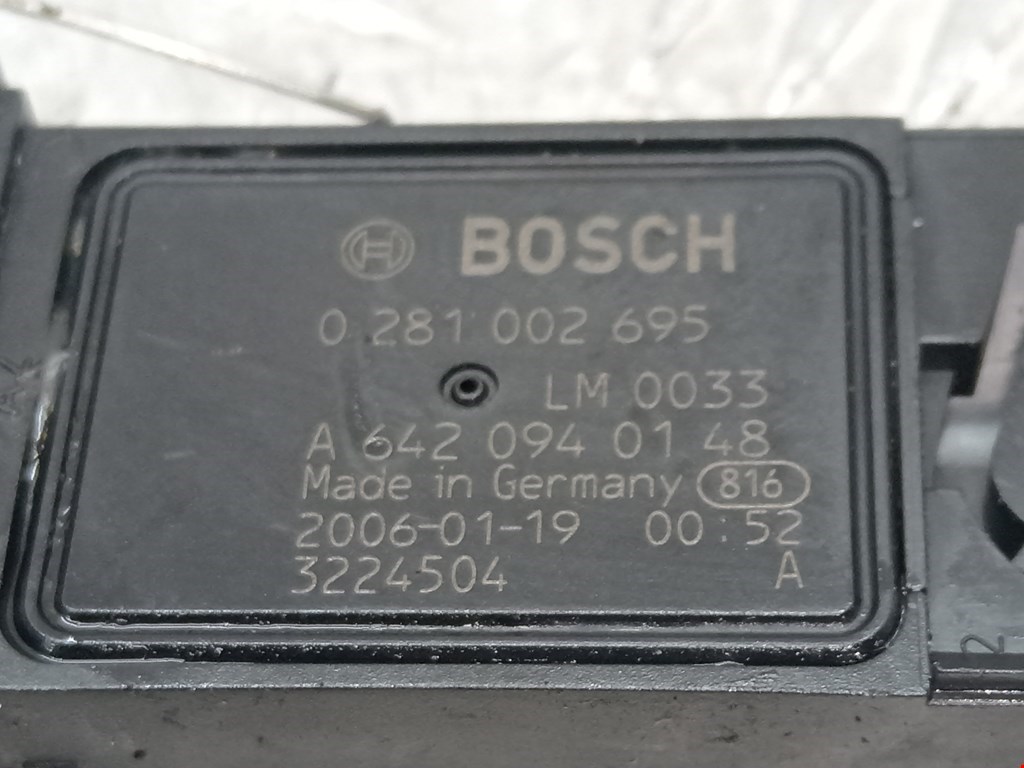 BOSCH
0 281 002 695
LM 0033
A 642 094 01 48
Made in Germany 816
2006-01-19 00:52
3224504 A
2